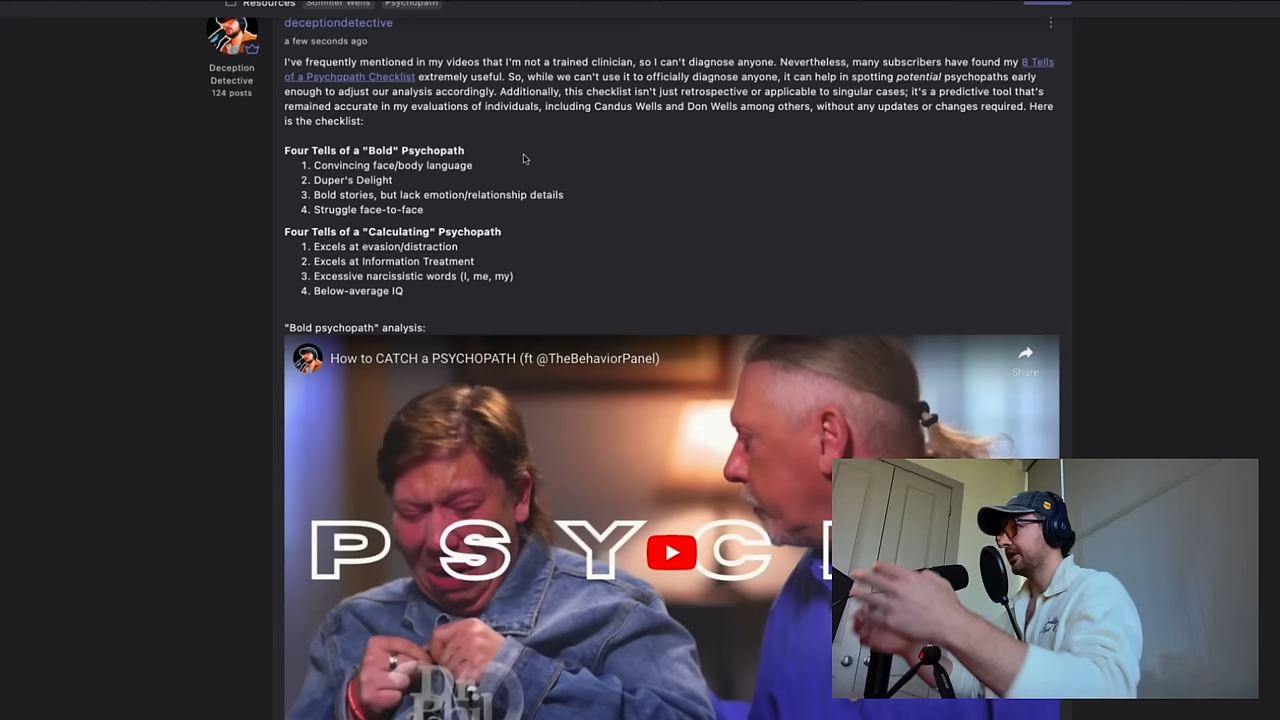 Resources Summer Wells Psychopath
deceptiondetective
a few seconds ago
Deception
Detective
124 posts
I've frequently mentioned in my videos that I'm not a trained clinician, so I can't diagnose anyone. Nevertheless, many subscribers have found my 8 Tells
of a Psychopath Checklist extremely useful. So, while we can't use it to officially diagnose anyone, it can help in spotting potential psychopaths early
enough to adjust our analysis accordingly. Additionally, this checklist isn't just retrospective or applicable to singular cases; it's a predictive tool that's
remained accurate in my evaluations of individuals, including Candus Wells and Don Wells among others, without any updates or changes required. Here
is the checklist:
Four Tells of a "Bold" Psychopath
1. Convincing face/body language
2. Duper's Delight
3. Bold stories, but lack emotion/relationship details
4. Struggle face-to-face
Four Tells of a "Calculating" Psychopath
1. Excels at evasion/distraction
2. Excels at Information Treatment
3. Excessive narcissistic words (I, me, my)
4. Below-average IQ
"Bold psychopath" analysis:
How to CATCH a PSYCHOPATH (ft @TheBehaviorPanel)
Share
PSYC
Dr.
Phil